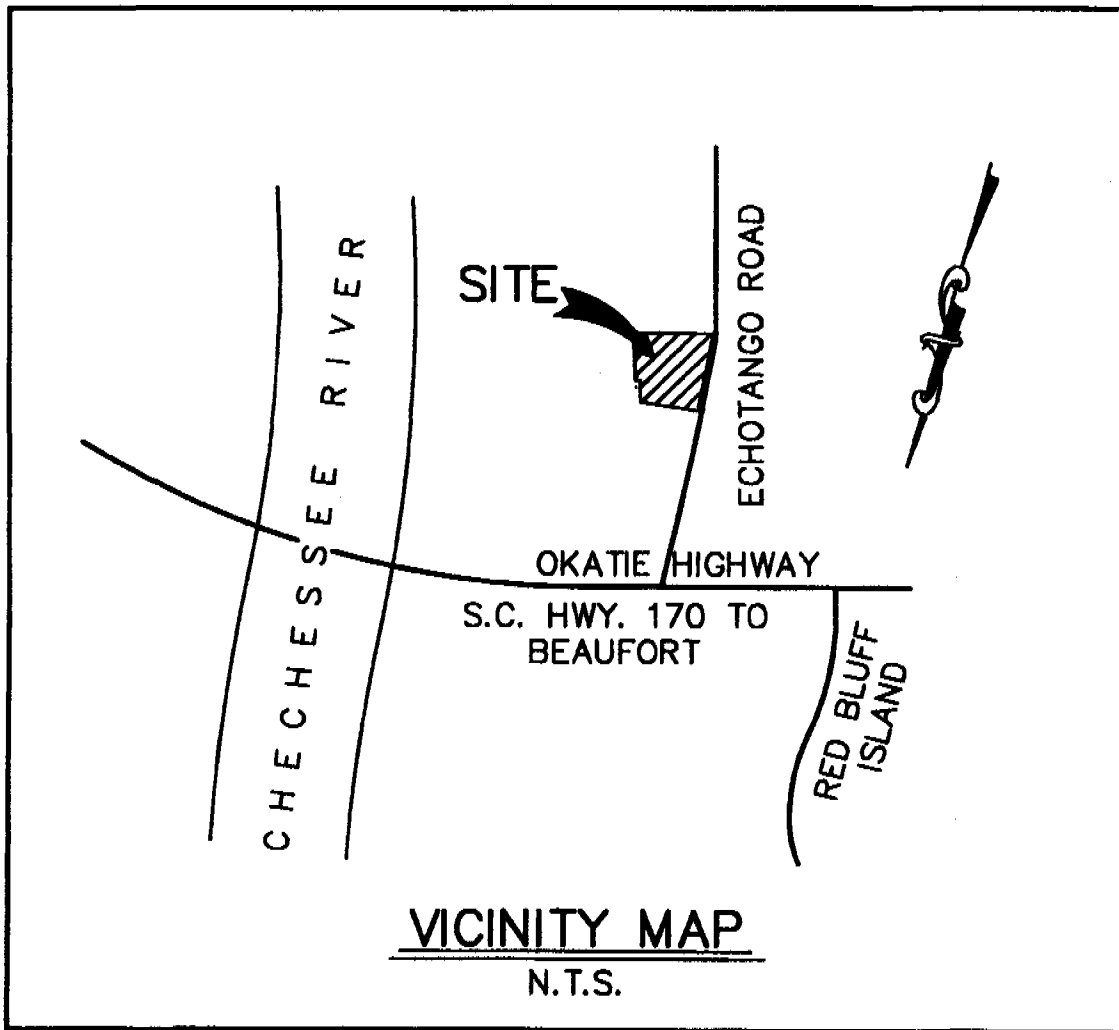 SITE
ECHOTANGO ROAD
CHECHESSEE RIVER
OKATIE HIGHWAY
S.C. HWY. 170 TO
BEAUFORT
RED BLUFF
ISLAND
VICINITY MAP
N.T.S.